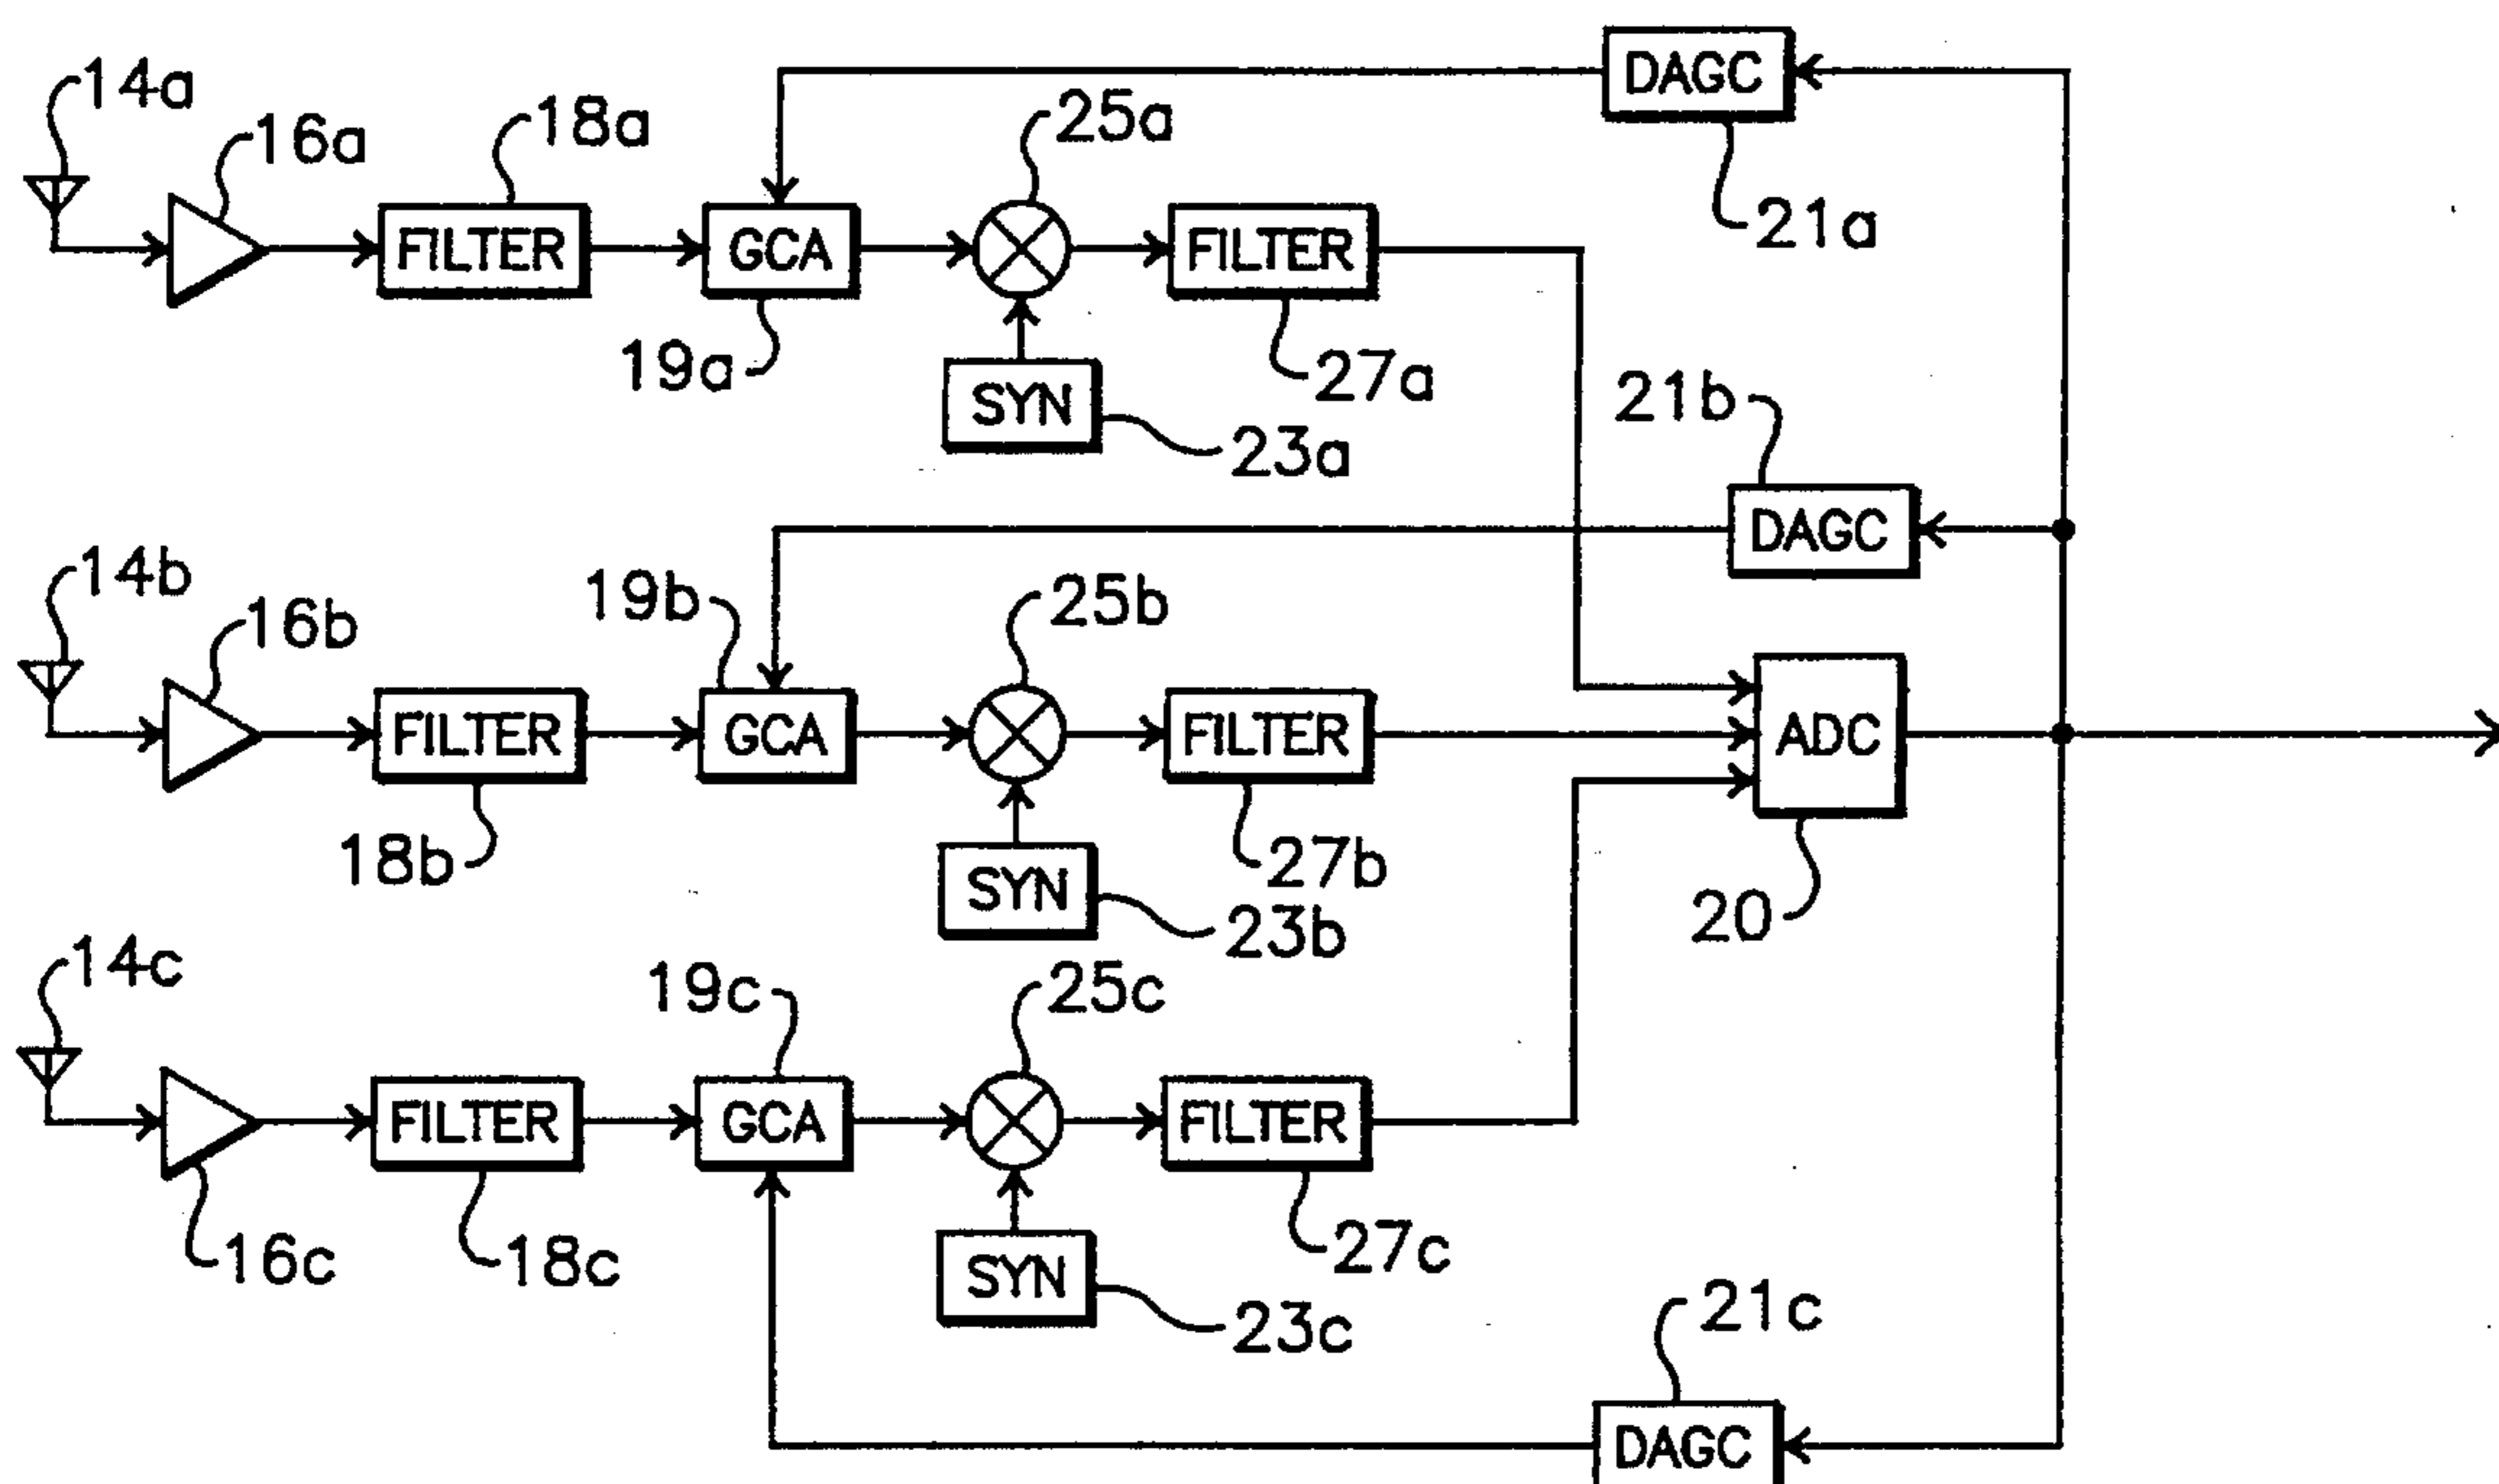 DAGC
14a
25a
18a
16a
21a
FILTER
GCA
FILTER
19a
27a
SYN
21b
23a
DAGC
14b
19b
25b
16b
FILTER
GCA
FILTER
ADC
18b
27b
SYN
20
23b
14c
19c
25c
FILTER
GCA
FILTER
16c
18c
27c
SYN
21c
23c
DAGC